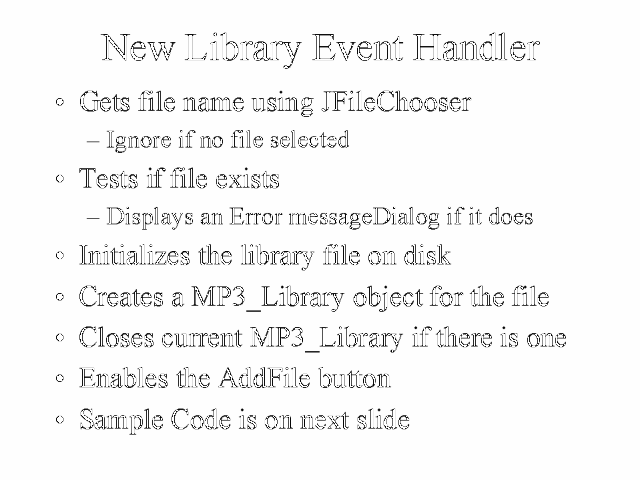 New Library Event Handler
• Gets file name using JFileChooser
– Ignore if no file selected
• Tests if file exists
– Displays an Error messageDialog if it does
• Initializes the library file on disk
• Creates a MP3_Library object for the file
• Closes current MP3_Library if there is one
• Enables the AddFile button
• Sample Code is on next slide